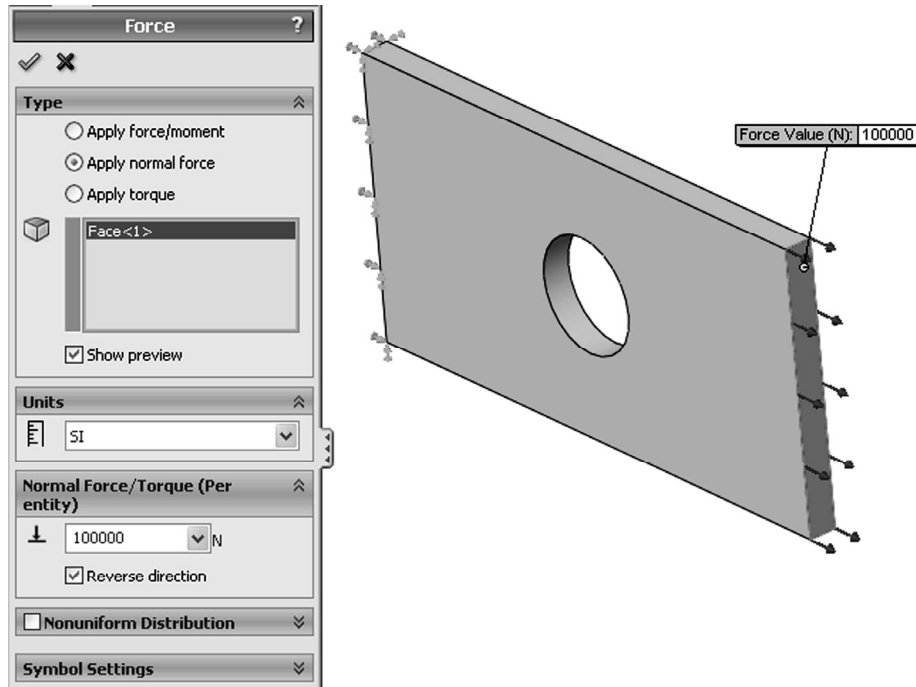 Force ?
Type
Apply force/moment
Apply normal force
Apply torque
Face<1>
Show preview
Units
SI
Normal Force/Torque (Per
entity)
100000 N
Reverse direction
Nonuniform Distribution
Symbol Settings
Force Value (N): 100000